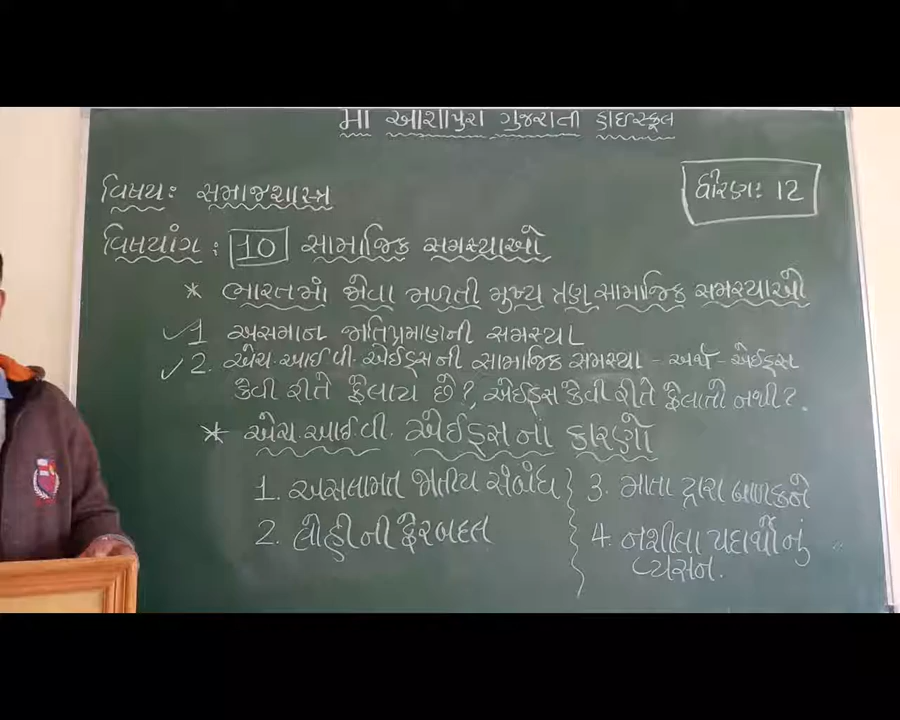 મા આશાપુરા ગુજરાતી હાઈસ્કૂલ
વિષય: સમાજશાસ્ત્ર
ધોરણ: 12
વિષયાંગ: 10 સામાજિક સમસ્યાઓ
* ભારતમાં જોવા મળતી મુખ્ય ત્રણ સામાજિક સમસ્યાઓ
✓1 અસમાન જાતિપ્રમાણની સમસ્યા
✓2. એચ.આઈ.વી.એઈડ્સની સામાજિક સમસ્યા - અર્થ - એઈડ્સ
કેવી રીતે ફેલાય છે?, એઈડ્સ કેવી રીતે ફેલાતો નથી?.
* એચ.આઈ.વી. એઈડ્સ ના કારણો
1. અસલામત જાતીય સંબંધ
2. લોહીની ફેરબદલ
3. માતા દ્વારા બાળકને
4. નશીલા પદાર્થોનું
વ્યસન.